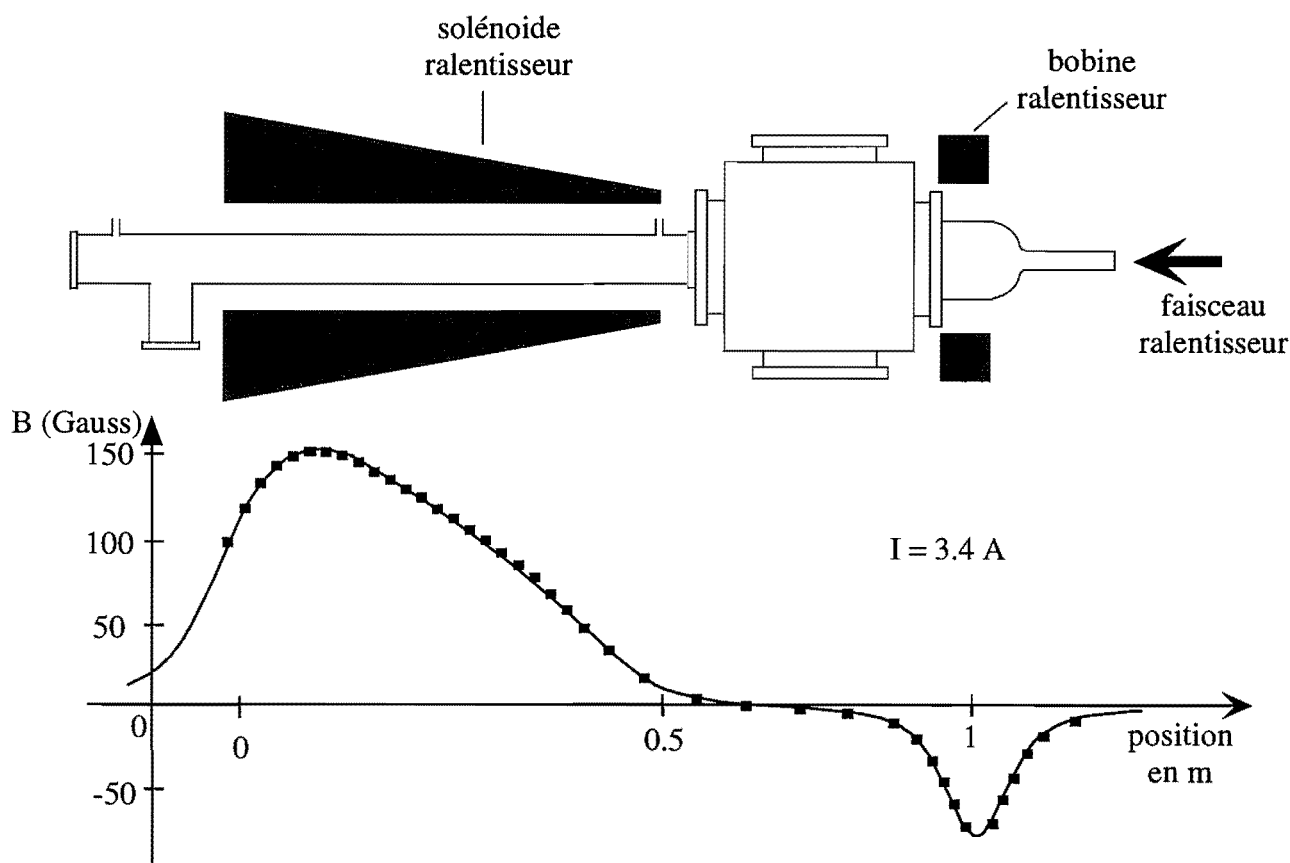 solénoide
ralentisseur
bobine
ralentisseur
faisceau
ralentisseur
B (Gauss)
150
100
I = 3.4 A
50
0
0
0.5
1
position
en m
-50